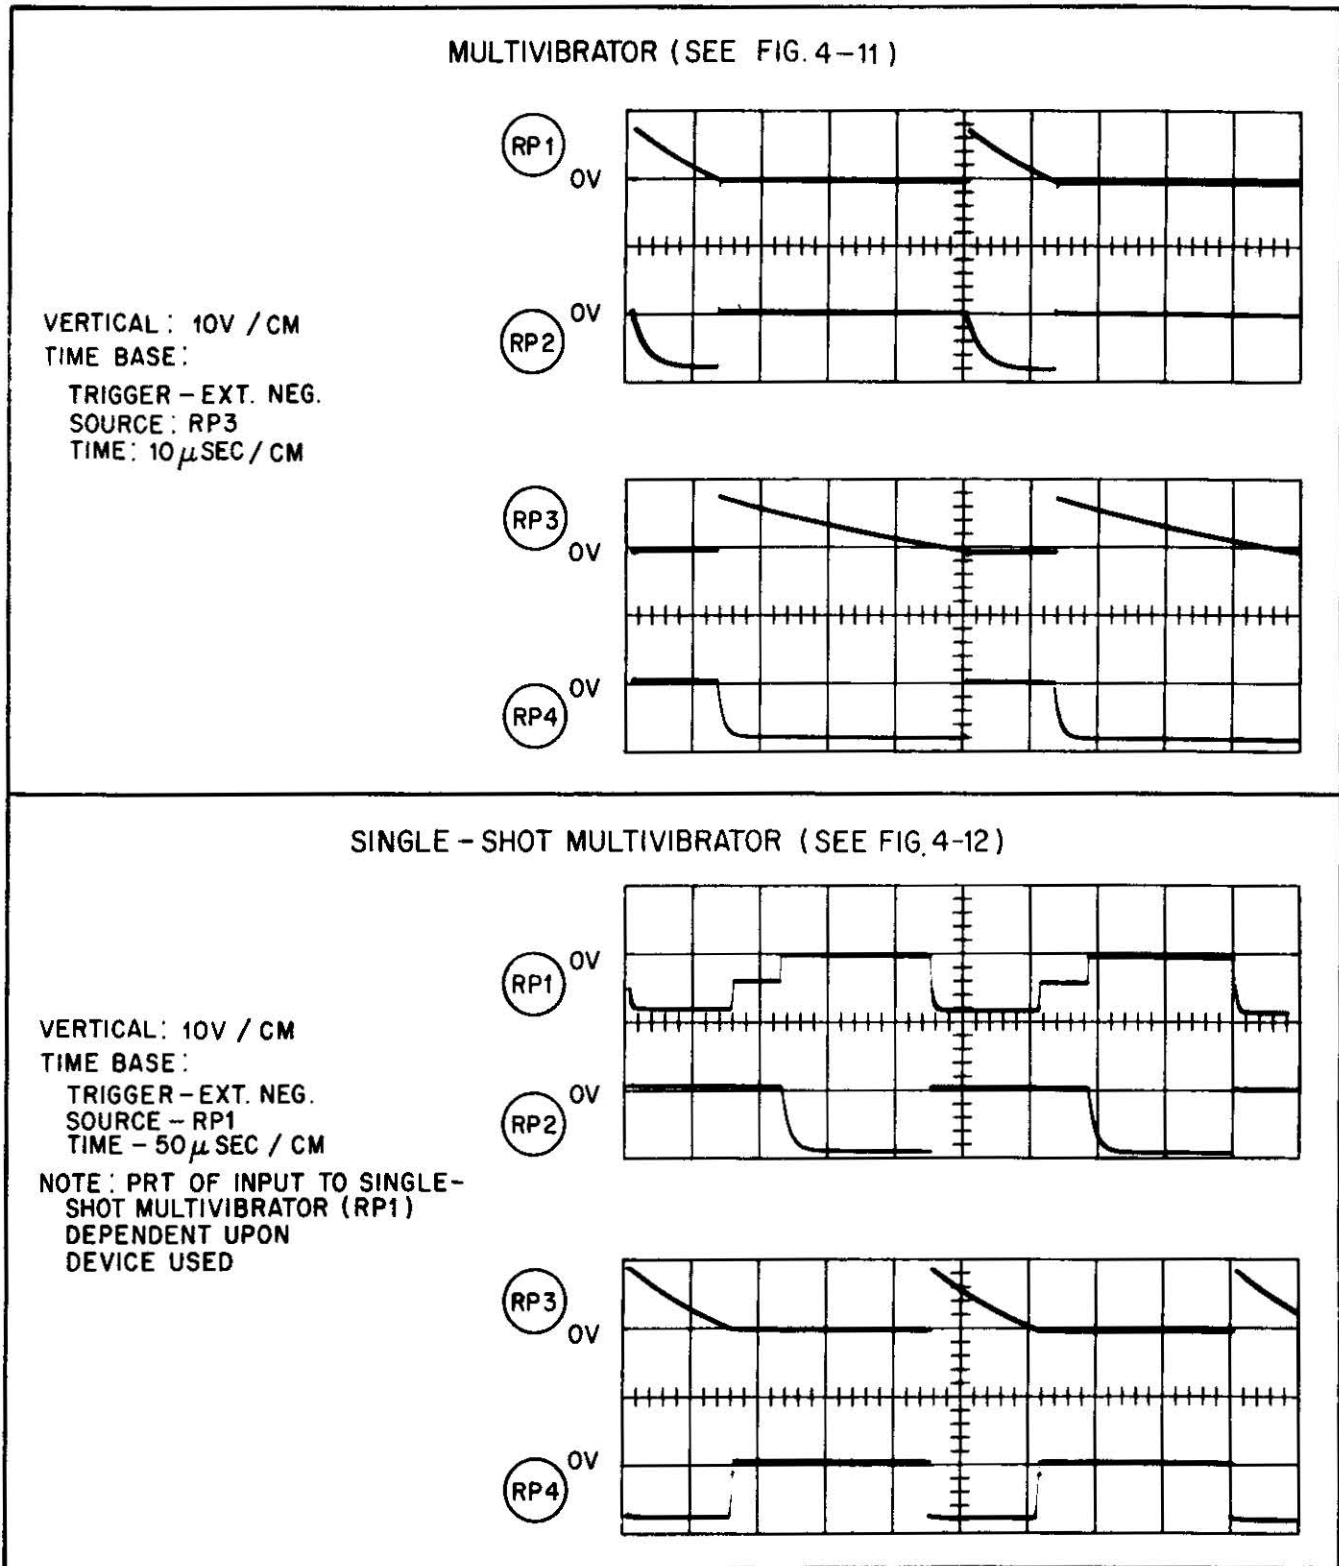 MULTIVIBRATOR (SEE FIG. 4-11)
RP1
0V
0V
RP2
VERTICAL: 10V / CM
TIME BASE:
TRIGGER - EXT. NEG.
SOURCE: RP3
TIME: 10 μSEC / CM
RP3
0V
0V
RP4
SINGLE-SHOT MULTIVIBRATOR (SEE FIG. 4-12)
0V
RP1
VERTICAL: 10V / CM
TIME BASE:
TRIGGER - EXT. NEG.
SOURCE - RP1
TIME - 50 μ SEC / CM
NOTE: PRT OF INPUT TO SINGLE-
SHOT MULTIVIBRATOR (RP1)
DEPENDENT UPON
DEVICE USED
0V
RP2
RP3
0V
0V
RP4